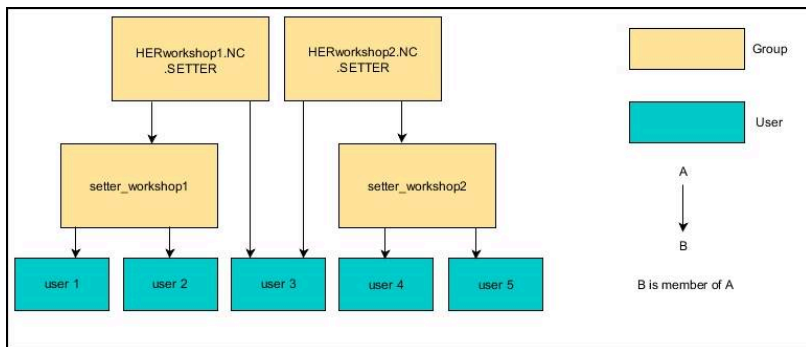 HERworkshop1.NC
.SETTER
HERworkshop2.NC
.SETTER
Group
User
setter_workshop1
setter_workshop2
A
B
user 1
user 2
user 3
user 4
user 5
B is member of A